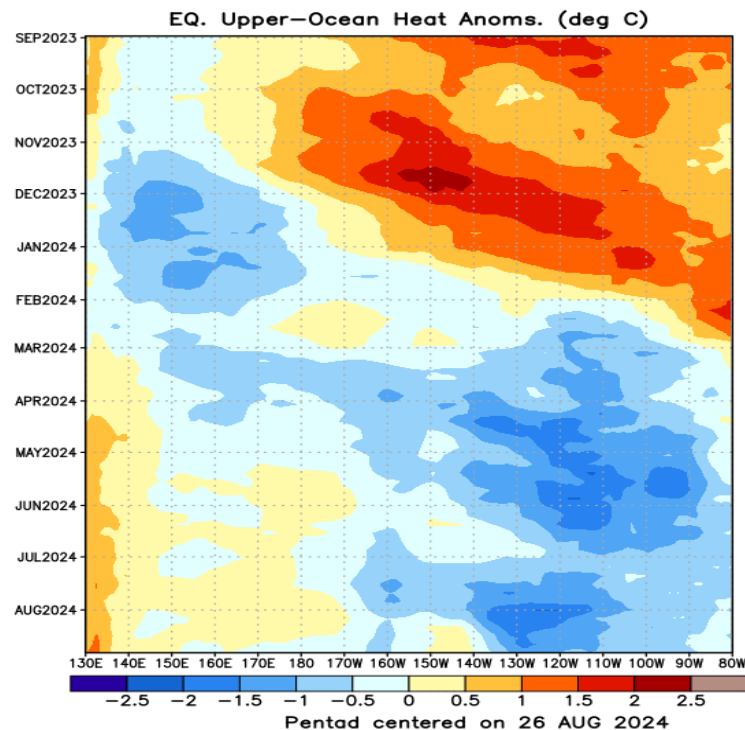 EQ. Upper-Ocean Heat Anoms. (deg C)
SEP2023
OCT2023
NOV2023
DEC2023
JAN2024
FEB2024
MAR2024
APR2024
MAY2024
JUN2024
JUL2024
AUG2024
130E 140E 150E 160E 170E 180 170W 160W 150W 140W 130W 120W 110W 100W 90W 80W
-2.5 -2 -1.5 -1 -0.5 0 0.5 1 1.5 2 2.5
Pentad centered on 26 AUG 2024